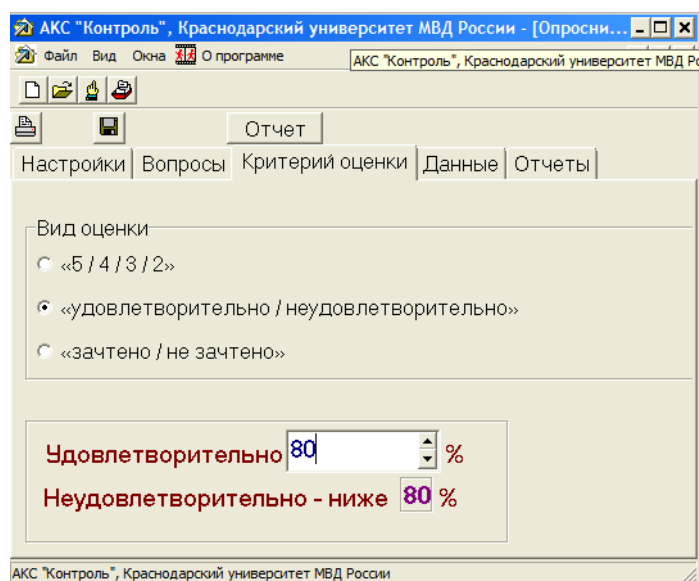 АКС "Контроль", Краснодарский университет МВД России - [Опросни...
Файл Вид Окна О программе
АКС "Контроль", Краснодарский университет МВД Ро
Отчет
Настройки Вопросы Критерий оценки Данные Отчеты
Вид оценки
«5 / 4 / 3 / 2»
«удовлетворительно / неудовлетворительно»
«зачтено / не зачтено»
Удовлетворительно 80 %
Неудовлетворительно - ниже 80 %
АКС "Контроль", Краснодарский университет МВД России